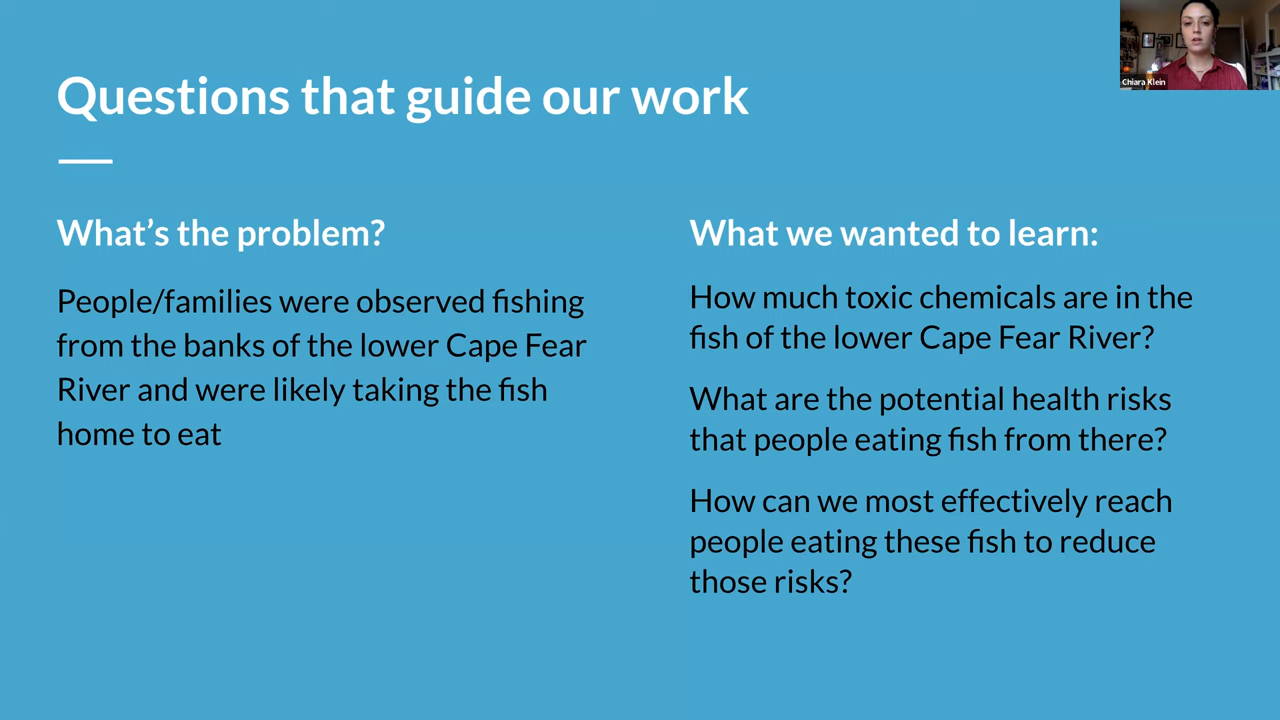 Questions that guide our work
What's the problem?
People/families were observed fishing
from the banks of the lower Cape Fear
River and were likely taking the fish
home to eat
What we wanted to learn:
How much toxic chemicals are in the
fish of the lower Cape Fear River?
What are the potential health risks
that people eating fish from there?
How can we most effectively reach
people eating these fish to reduce
those risks?
Chiara Klein